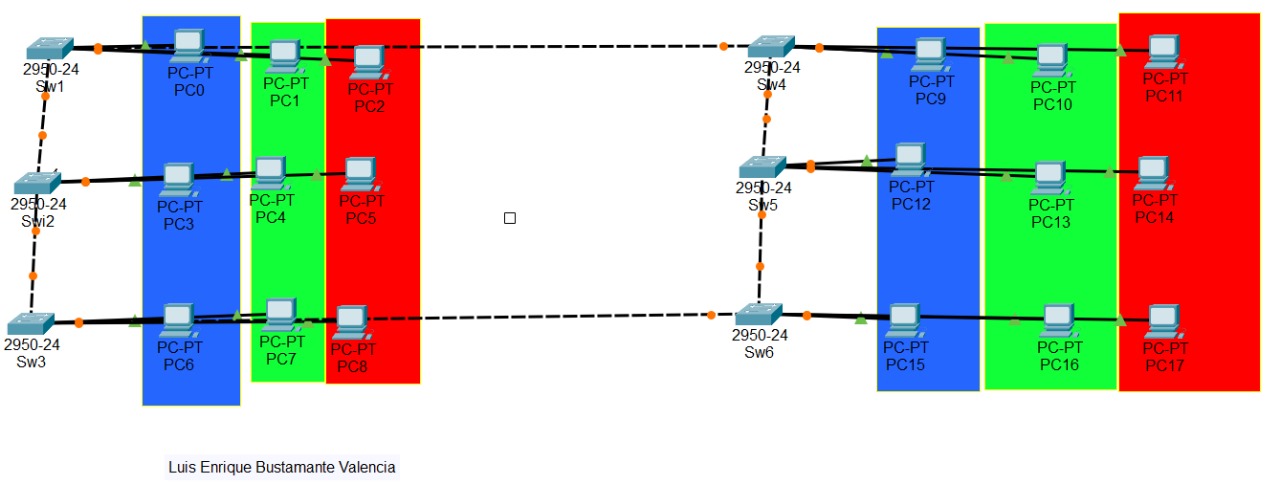 2950-24
Sw1
PC-PT
PC0
PC-PT
PC1
PC-PT
PC2
2950-24
Sw4
PC-PT
PC9
PC-PT
PC10
PC-PT
PC11
2950-24
Swi2
PC-PT
PC3
PC-PT
PC4
PC-PT
PC5
2950-24
Sw5
PC-PT
PC12
PC-PT
PC13
PC-PT
PC14
2950-24
Sw3
PC-PT
PC6
PC-PT
PC7
PC-PT
PC8
2950-24
Sw6
PC-PT
PC15
PC-PT
PC16
PC-PT
PC17
Luis Enrique Bustamante Valencia